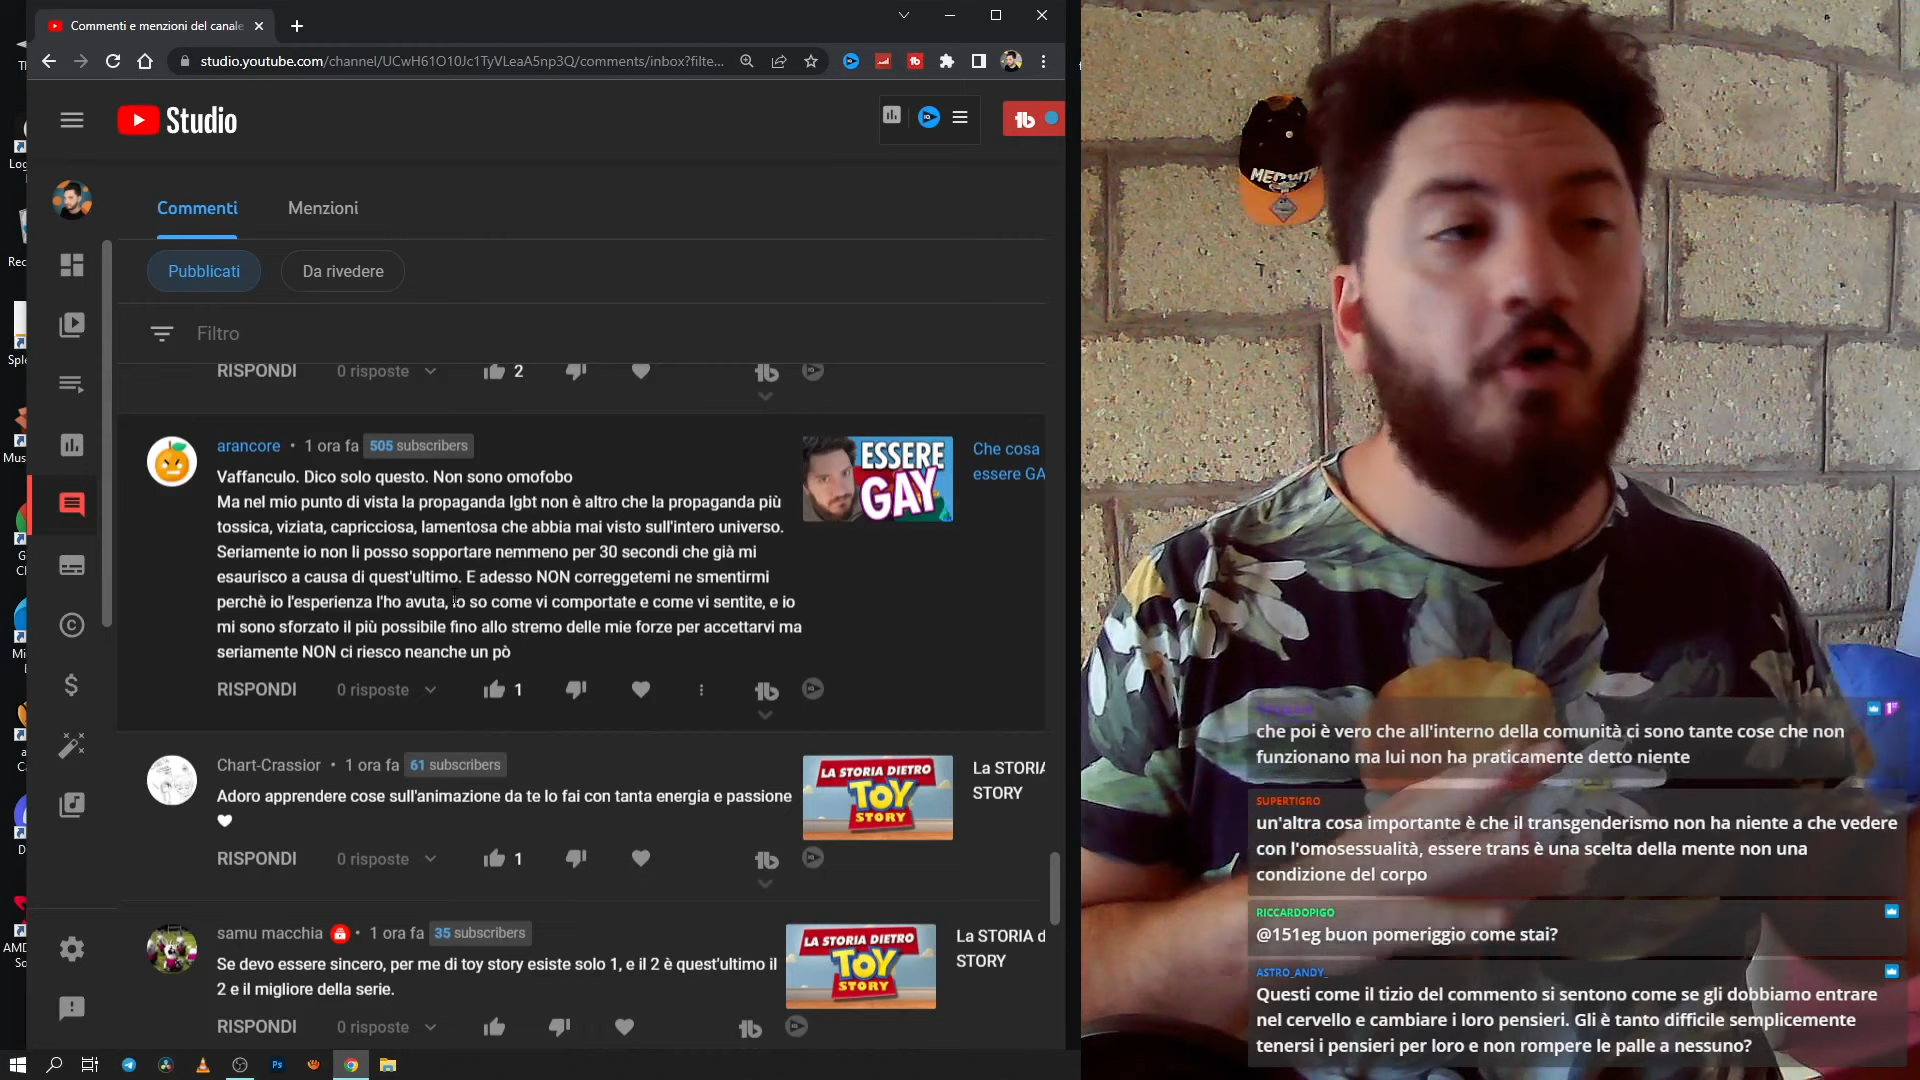 Commenti e menzioni del canale
studio.youtube.com/channel/UCwH61O10Jc1TyVLeaA5np3Q/comments/inbox?filte...
Studio
Commenti
Menzioni
Pubblicati
Da rivedere
Filtro
RISPONDI
0 risposte
2
arancore • 1 ora fa
505 subscribers
Vaffanculo. Dico solo questo. Non sono omofobo
Ma nel mio punto di vista la propaganda lgbt non è altro che la propaganda più
tossica, viziata, capricciosa, lamentosa che abbia mai visto sull'intero universo.
Seriamente io non li posso sopportare nemmeno per 30 secondi che già mi
esaurisco a causa di quest'ultimo. E adesso NON correggetemi ne smentirmi
perchè io l'esperienza l'ho avuta, so come vi comportate e come vi sentite, e io
mi sono sforzato il più possibile fino allo stremo delle mie forze per accettarvi ma
seriamente NON ci riesco neanche un pò
ESSERE
GAY
Che cosa
essere GA
RISPONDI
0 risposte
1
Chart-Crassior • 1 ora fa
61 subscribers
Adoro apprendere cose sull'animazione da te lo fai con tanta energia e passione
LA STORIA DIETRO
TOY
STORY
La STORIA
STORY
RISPONDI
0 risposte
1
samu macchia • 1 ora fa
35 subscribers
Se devo essere sincero, per me di toy story esiste solo 1, e il 2 è quest'ultimo il
2 e il migliore della serie.
LA STORIA DIETRO
TOY
STORY
La STORIA d
STORY
RISPONDI
0 risposte
MEOWTH
che poi è vero che all'interno della comunità ci sono tante cose che non
funzionano ma lui non ha praticamente detto niente
SUPERTIGRO
un'altra cosa importante è che il transgenderismo non ha niente a che vedere
con l'omosessualità, essere trans è una scelta della mente non una
condizione del corpo
RICCARDOPIGO
@151eg buon pomeriggio come stai?
ASTRO_ANDY_
Questi come il tizio del commento si sentono come se gli dobbiamo entrare
nel cervello e cambiare i loro pensieri. Gli è tanto difficile semplicemente
tenersi i pensieri per loro e non rompere le palle a nessuno?